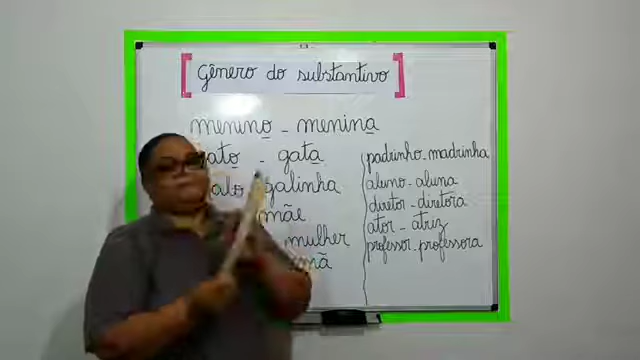 Gênero do substantivo
menino - menina
gato - gata
galinha
mãe
mulher
padrinho - madrinha
aluno - aluna
diretor - diretora
ator - atriz
professor - professora